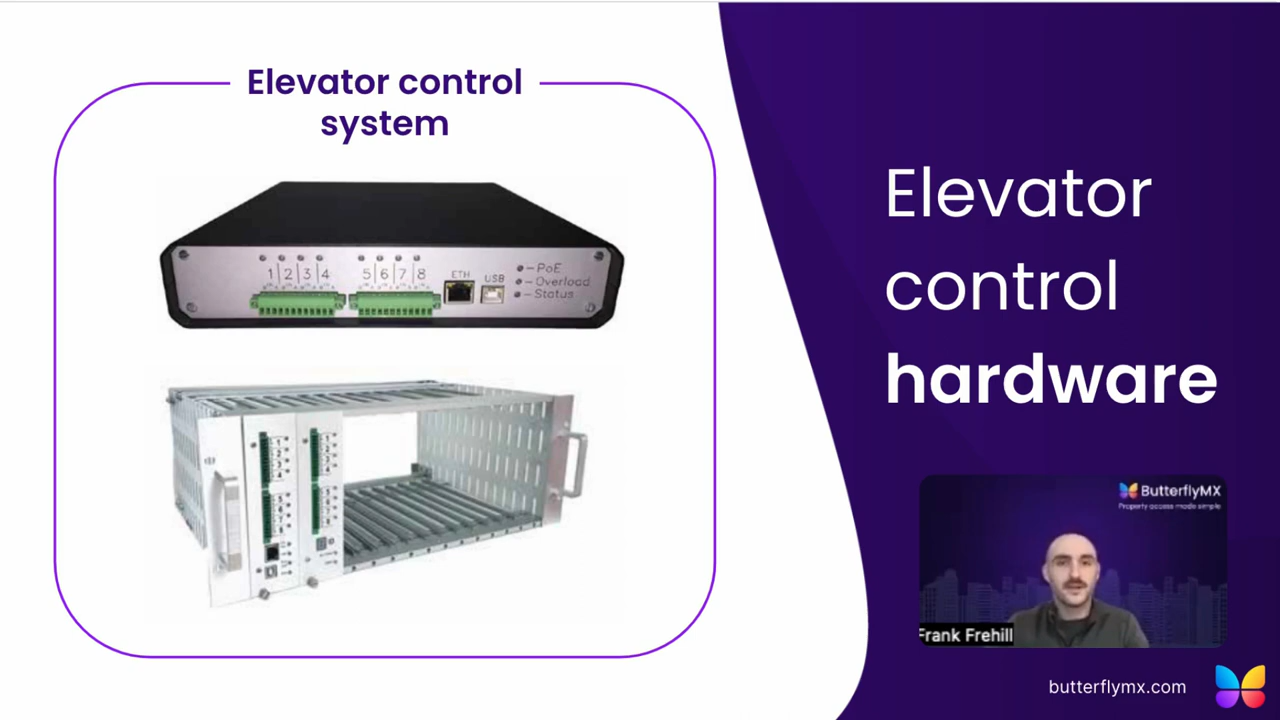 Elevator control
system
1 2 3 4
5 6 7 8
ETH
USB
PoE
Overload
Status
Elevator
control
hardware
ButterflyMX
Property access made simple
Frank Frehill
butterflymx.com